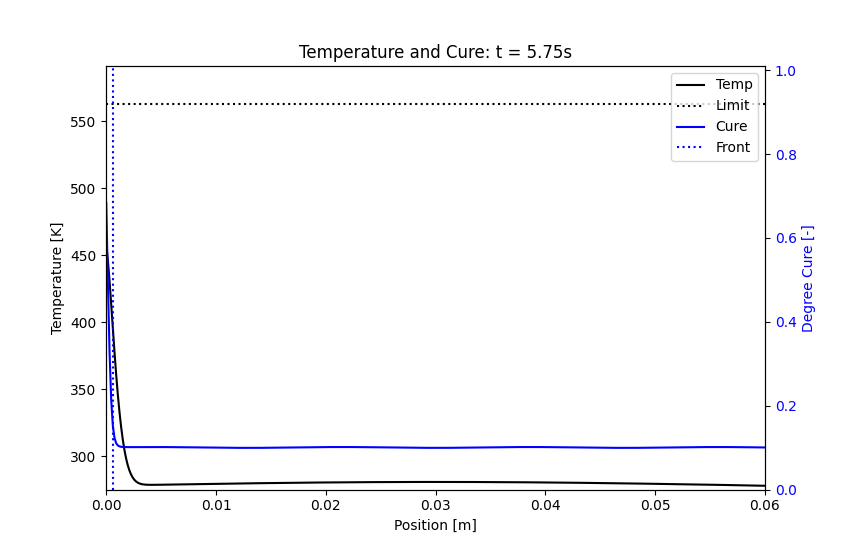 Temperature and Cure: t = 5.75s
Temp
Limit
Cure
Front
550
500
450
400
350
300
Temperature [K]
1.0
0.8
0.6
0.4
0.2
0.0
Degree Cure [-]
0.00 0.01 0.02 0.03 0.04 0.05 0.06
Position [m]